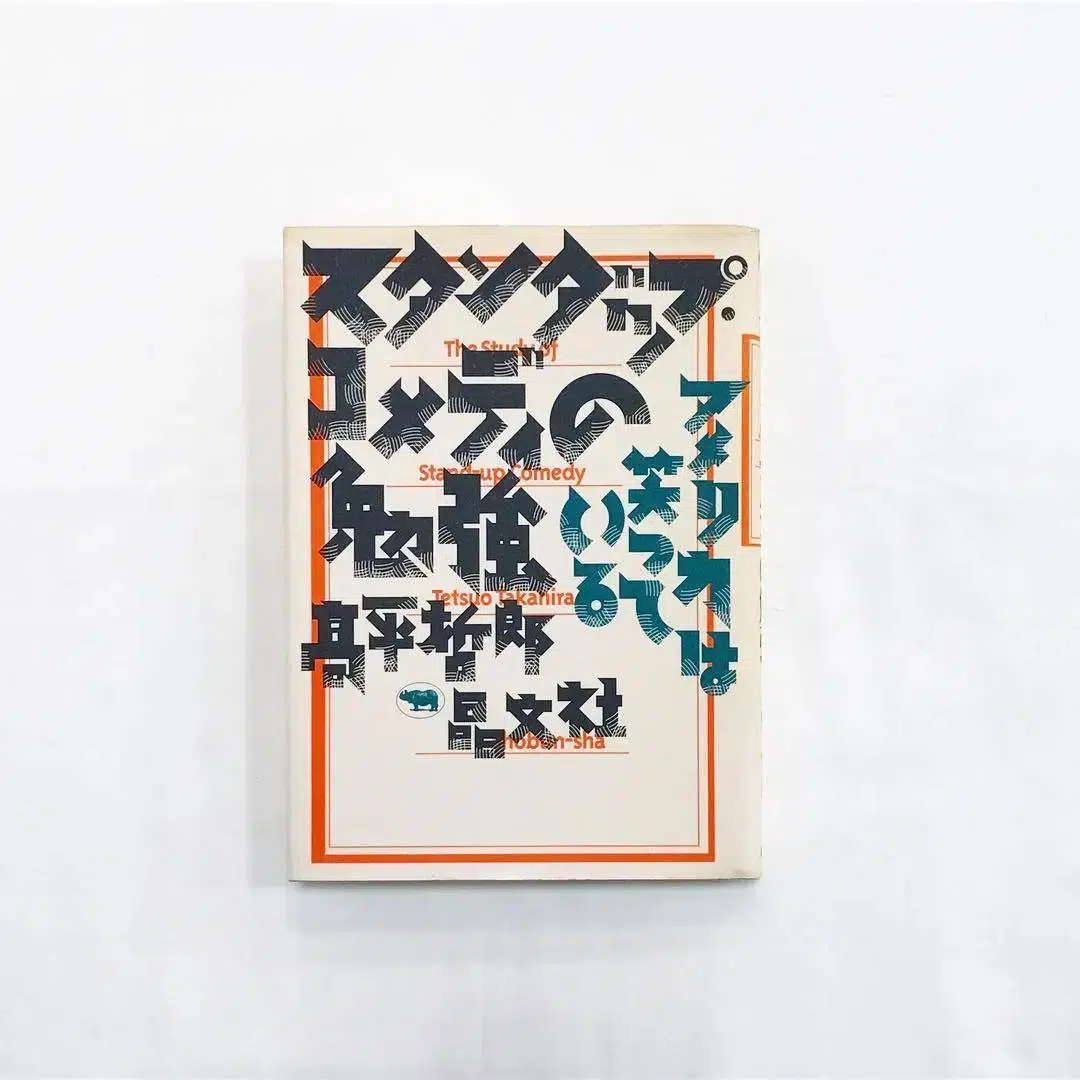 スタンダップ・
コメディの
勉強
アメリカは
笑って
いる
高平哲郎
晶文社
The Study of
Stand-up Comedy
Tetsuo Takahira
Shobun-sha